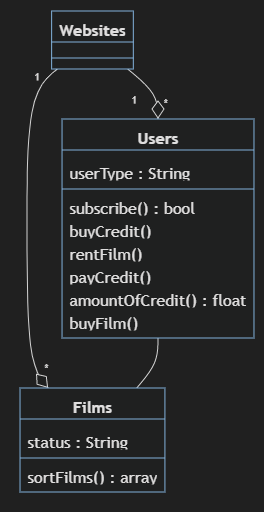 Websites
1
1
*
Users
userType : String
subscribe() : bool
buyCredit()
rentFilm()
payCredit()
amountOfCredit() : float
buyFilm()
*
Films
status : String
sortFilms() : array